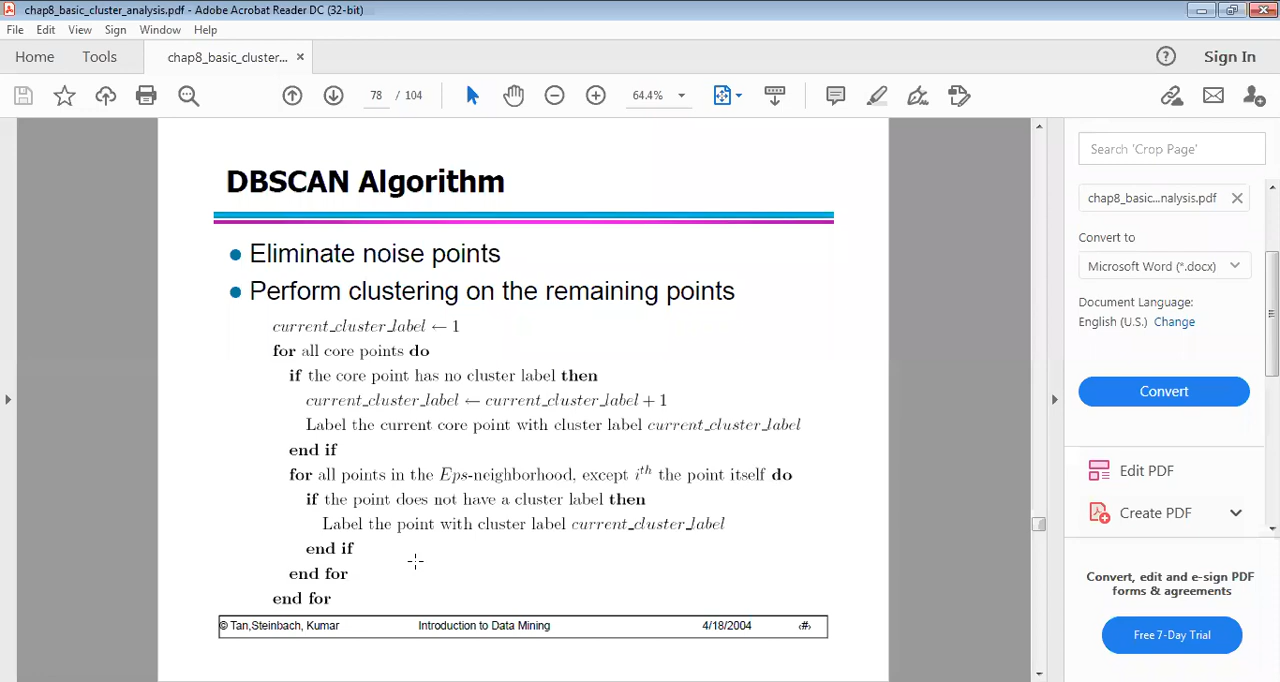 chap8_basic_cluster_analysis.pdf - Adobe Acrobat Reader DC (32-bit)
File Edit View Sign Window Help
Home Tools chap8_basic_cluster... × Sign In
78 / 104 64.4%
DBSCAN Algorithm
● Eliminate noise points
● Perform clustering on the remaining points
current_cluster_label ← 1
for all core points do
if the core point has no cluster label then
current_cluster_label ← current_cluster_label + 1
Label the current core point with cluster label current_cluster_label
end if
for all points in the Eps-neighborhood, except i^th the point itself do
if the point does not have a cluster label then
Label the point with cluster label current_cluster_label
end if
end for
end for
© Tan,Steinbach, Kumar Introduction to Data Mining 4/18/2004 ‹#›
Search 'Crop Page'
chap8_basic...nalysis.pdf
Convert to
Microsoft Word (*.docx)
Document Language:
English (U.S.) Change
Convert
Edit PDF
Create PDF
Convert, edit and e-sign PDF
forms & agreements
Free 7-Day Trial